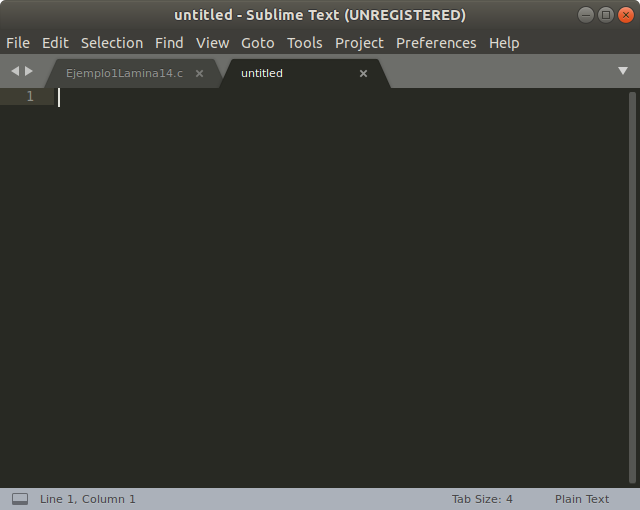 untitled - Sublime Text (UNREGISTERED)
File Edit Selection Find View Goto Tools Project Preferences Help
Ejemplo1Lamina14.c untitled
1
Line 1, Column 1 Tab Size: 4 Plain Text